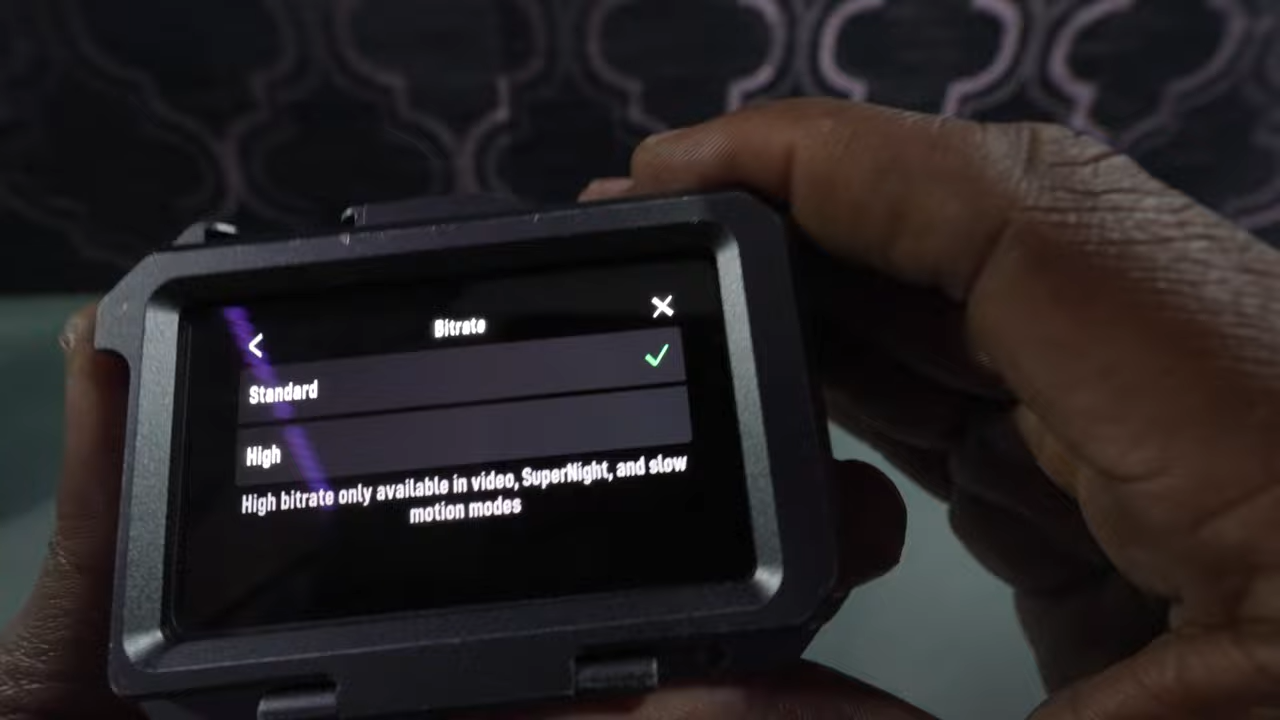 Bitrate
Standard
High
High bitrate only available in video, SuperNight, and slow
motion modes